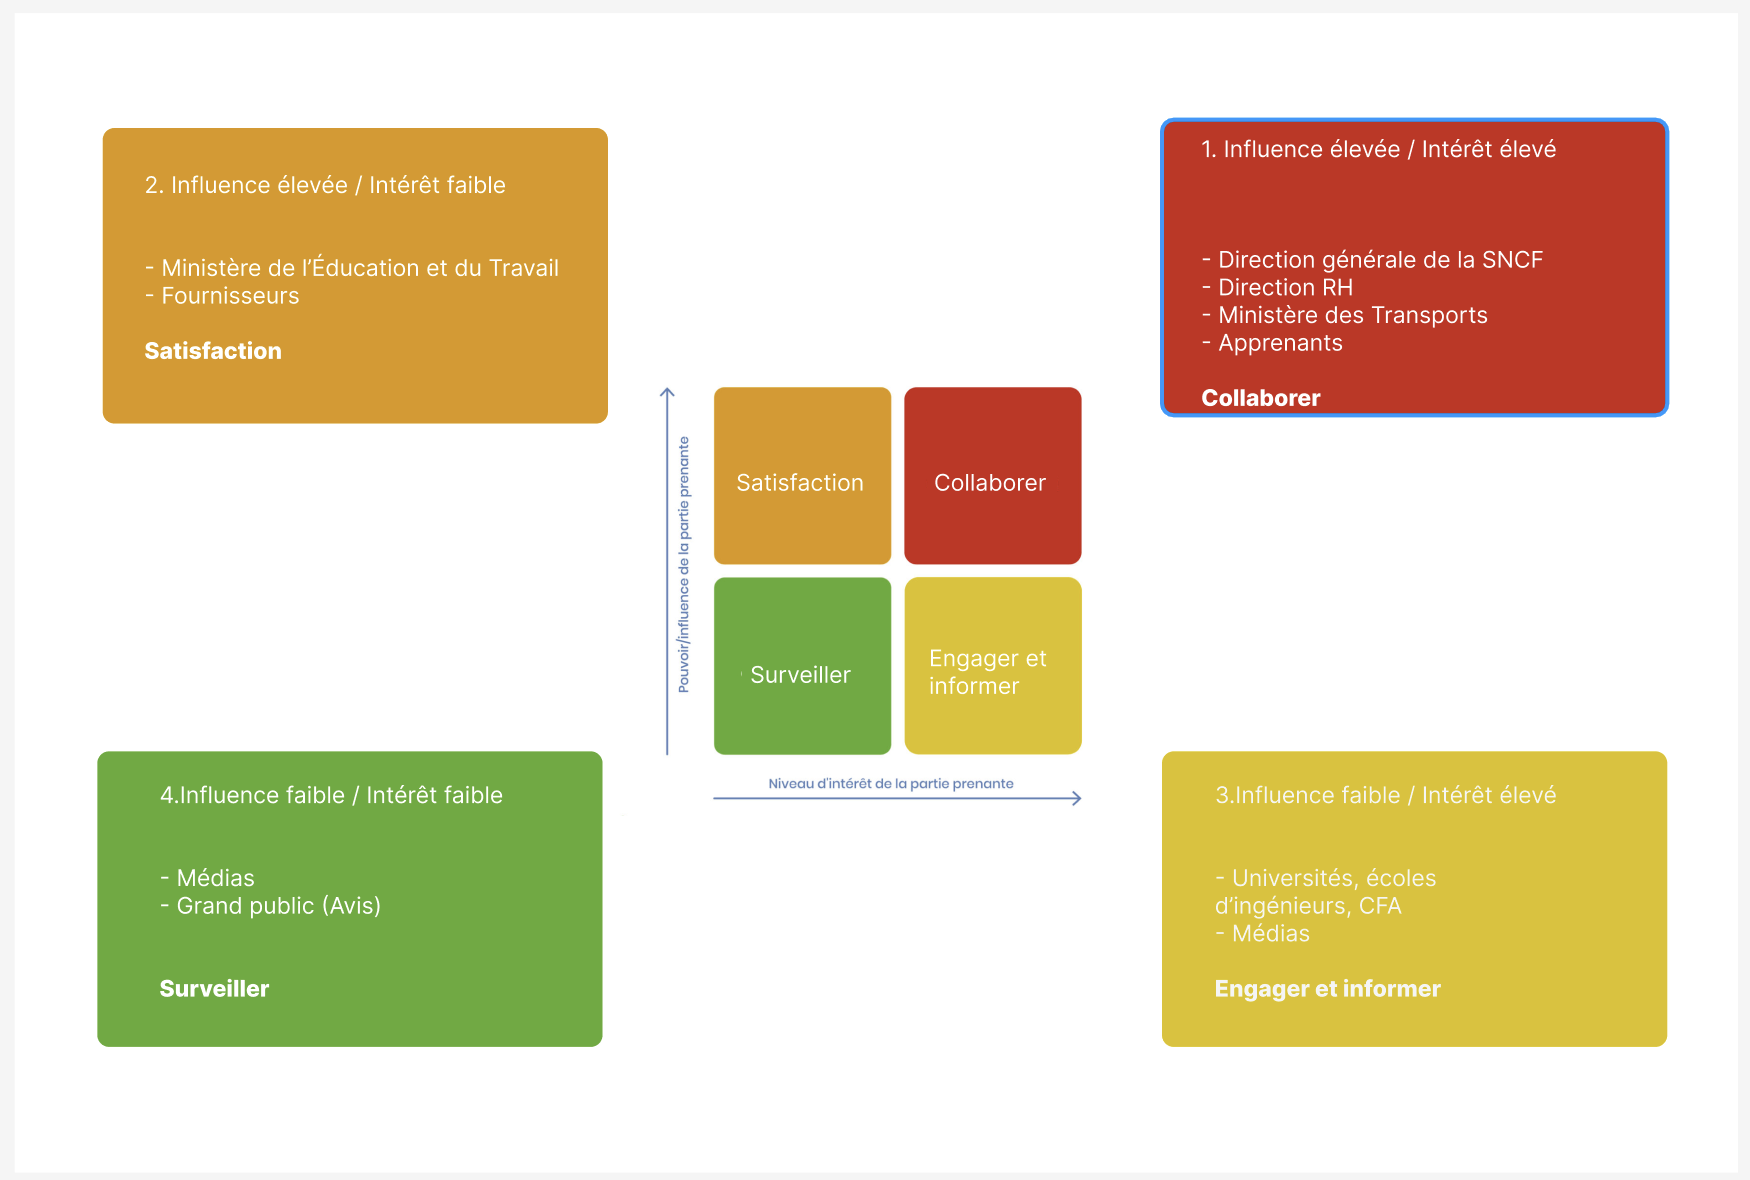 2. Influence élevée / Intérêt faible
- Ministère de l’Éducation et du Travail
- Fournisseurs
Satisfaction
1. Influence élevée / Intérêt élevé
- Direction générale de la SNCF
- Direction RH
- Ministère des Transports
- Apprenants
Collaborer
Pouvoir/influence de la partie prenante
Satisfaction
Collaborer
Surveiller
Engager et
informer
Niveau d'intérêt de la partie prenante
4.Influence faible / Intérêt faible
- Médias
- Grand public (Avis)
Surveiller
3.Influence faible / Intérêt élevé
- Universités, écoles
d’ingénieurs, CFA
- Médias
Engager et informer